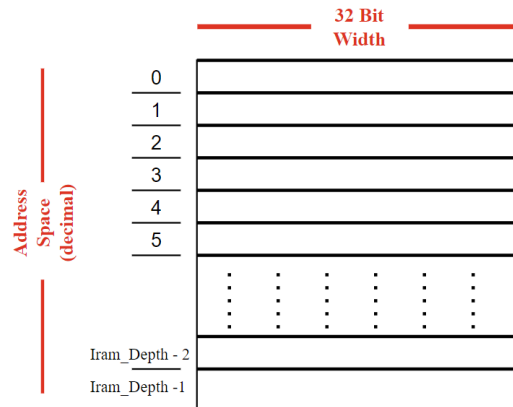 32 Bit
Width
0
1
2
3
4
5
Address
Space
(decimal)
Iram_Depth - 2
Iram_Depth -1